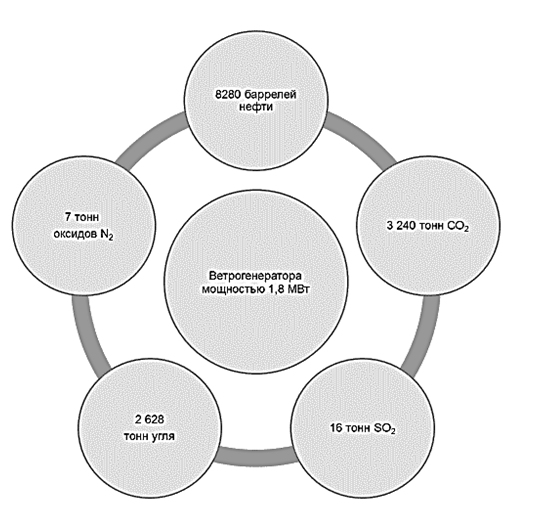 8280 баррелей
нефти
7 тонн
оксидов N₂
3 240 тонн CO₂
Ветрогенератора
мощностью 1,8 МВт
2 628
тонн угля
16 тонн SO₂